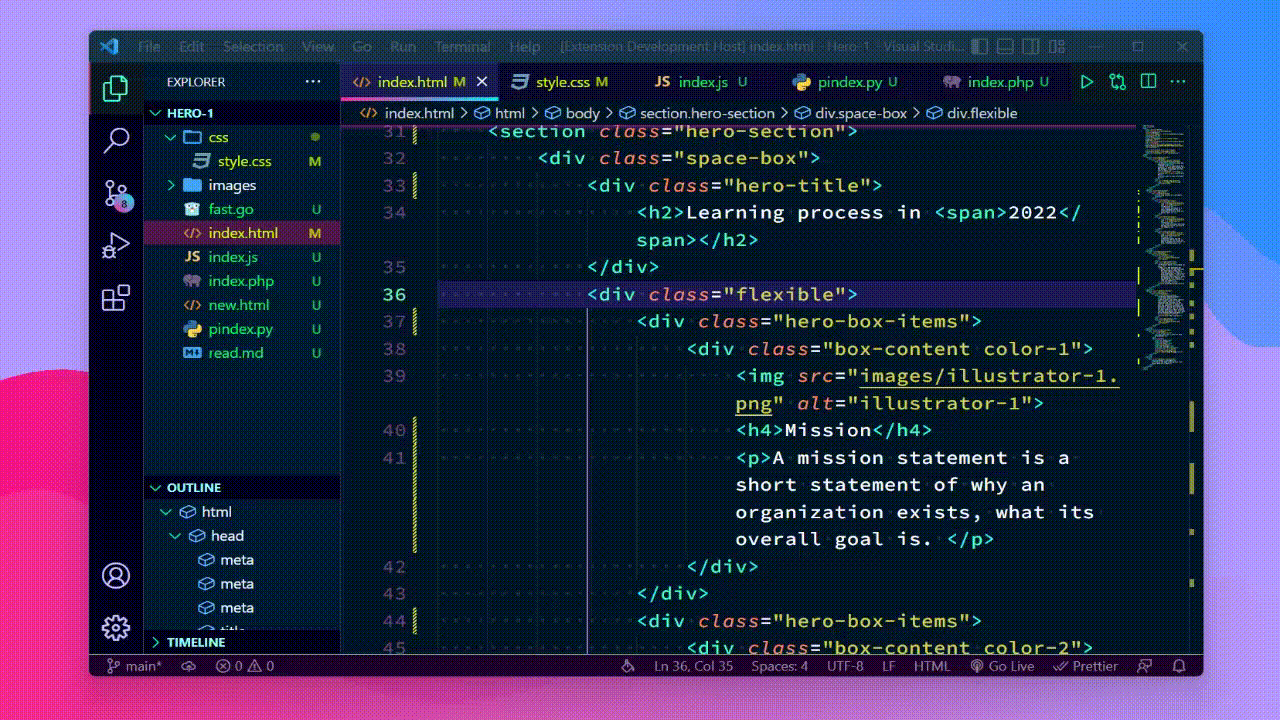 File Edit Selection View Go Run Terminal Help [Extension Development Host] index.html - Hero-1 - Visual Studi...
EXPLORER ...
HERO-1
css
style.css M
images
fast.go U
index.html M
index.js U
index.php U
new.html U
pindex.py U
read.md U
OUTLINE
html
head
meta
meta
meta
title
TIMELINE
index.html M style.css M JS index.js U pindex.py U index.php U
index.html > html > body > section.hero-section > div.space-box > div.flexible
31 <section class="hero-section">
32 <div class="space-box">
33 <div class="hero-title">
34 <h2>Learning process in <span>2022</
span></h2>
35 </div>
36 <div class="flexible">
37 <div class="hero-box-items">
38 <div class="box-content color-1">
39 <img src="images/illustrator-1.
png" alt="illustrator-1">
40 <h4>Mission</h4>
41 <p>A mission statement is a
short statement of why an
organization exists, what its
overall goal is. </p>
42 </div>
43 </div>
44 <div class="hero-box-items">
45 <div class="box-content color-2">
main* 0 0 Ln 36, Col 35 Spaces: 4 UTF-8 LF HTML Go Live Prettier